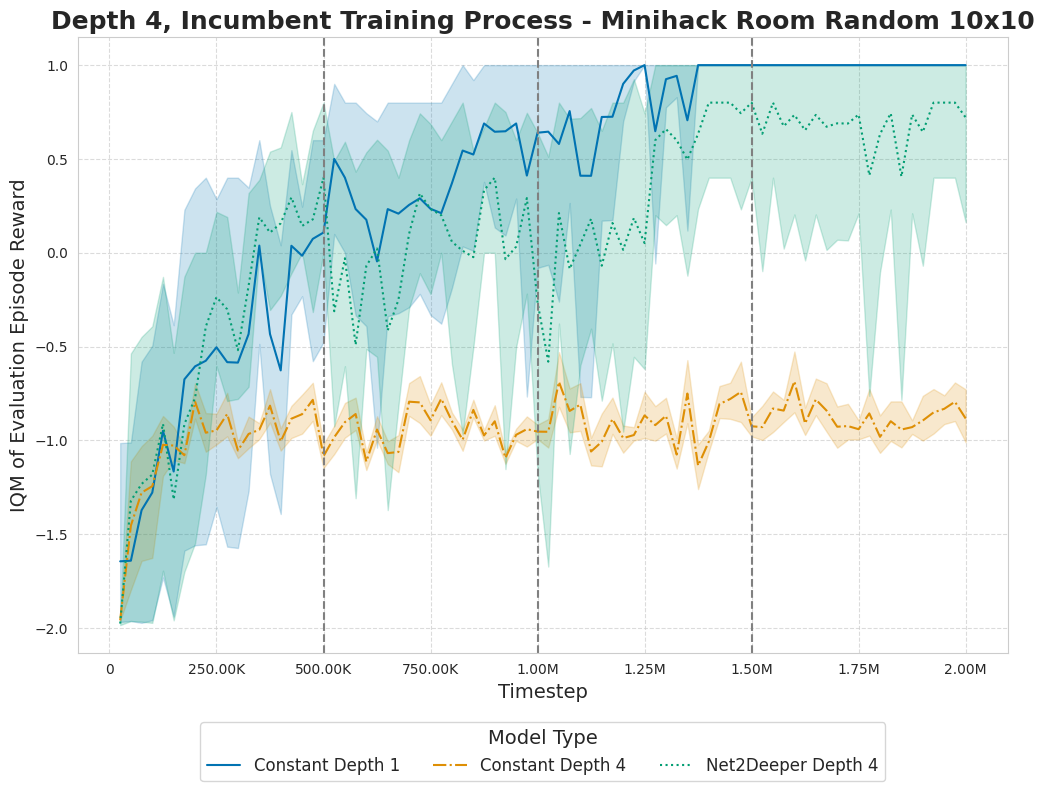 Depth 4, Incumbent Training Process - Minihack Room Random 10x10
IQM of Evaluation Episode Reward
1.0
0.5
0.0
−0.5
−1.0
−1.5
−2.0
0 250.00K 500.00K 750.00K 1.00M 1.25M 1.50M 1.75M 2.00M
Timestep
Model Type
Constant Depth 1 Constant Depth 4 Net2Deeper Depth 4